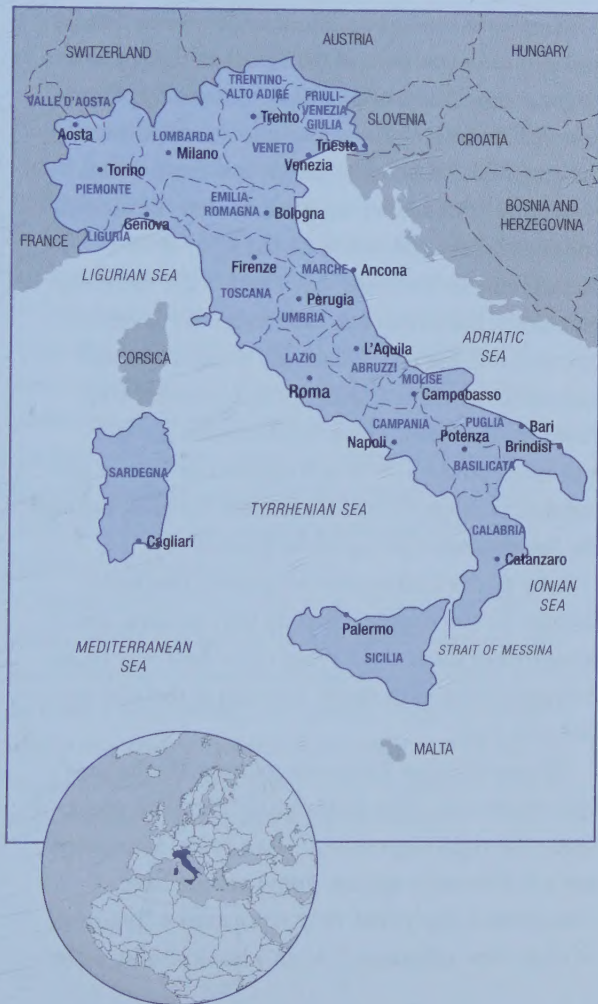 AUSTRIA
SWITZERLAND
HUNGARY
TRENTINO-
ALTO ADIGE
FRIULI-
VENEZIA
GIULIA
VALLE D'AOSTA
Trento
SLOVENIA
Aosta
LOMBARDA
Trieste
CROATIA
Milano
VENETO
Venezia
Torino
PIEMONTE
EMILIA-
ROMAGNA
BOSNIA AND
HERZEGOVINA
Genova
Bologna
FRANCE
LIGURIA
Firenze
MARCHE
Ancona
LIGURIAN SEA
TOSCANA
Perugia
UMBRIA
ADRIATIC
SEA
CORSICA
LAZIO
L'Aquila
ABRUZZI
MOLISE
Roma
Campobasso
CAMPANIA
PUGLIA
Bari
Napoli
Potenza
Brindisi
BASILICATA
SARDEGNA
TYRRHENIAN SEA
CALABRIA
Cagliari
Catanzaro
IONIAN
SEA
Palermo
MEDITERRANEAN
SEA
SICILIA
STRAIT OF MESSINA
MALTA